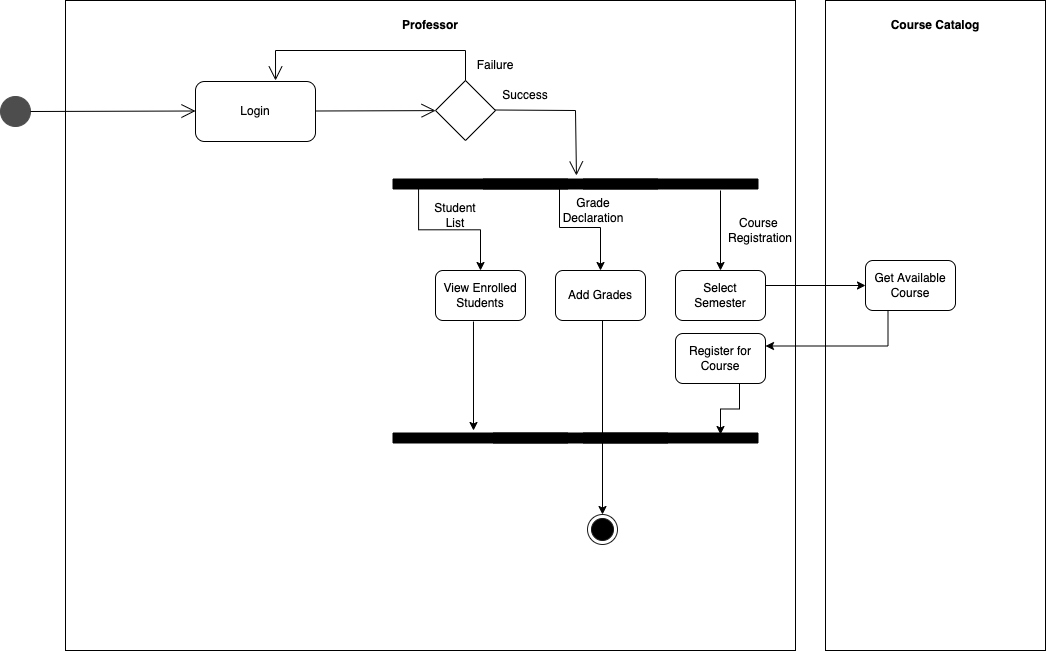 Professor
Course Catalog
Failure
Success
Login
Student
List
Grade
Declaration
Course
Registration
View Enrolled
Students
Add Grades
Select
Semester
Get Available
Course
Register for
Course